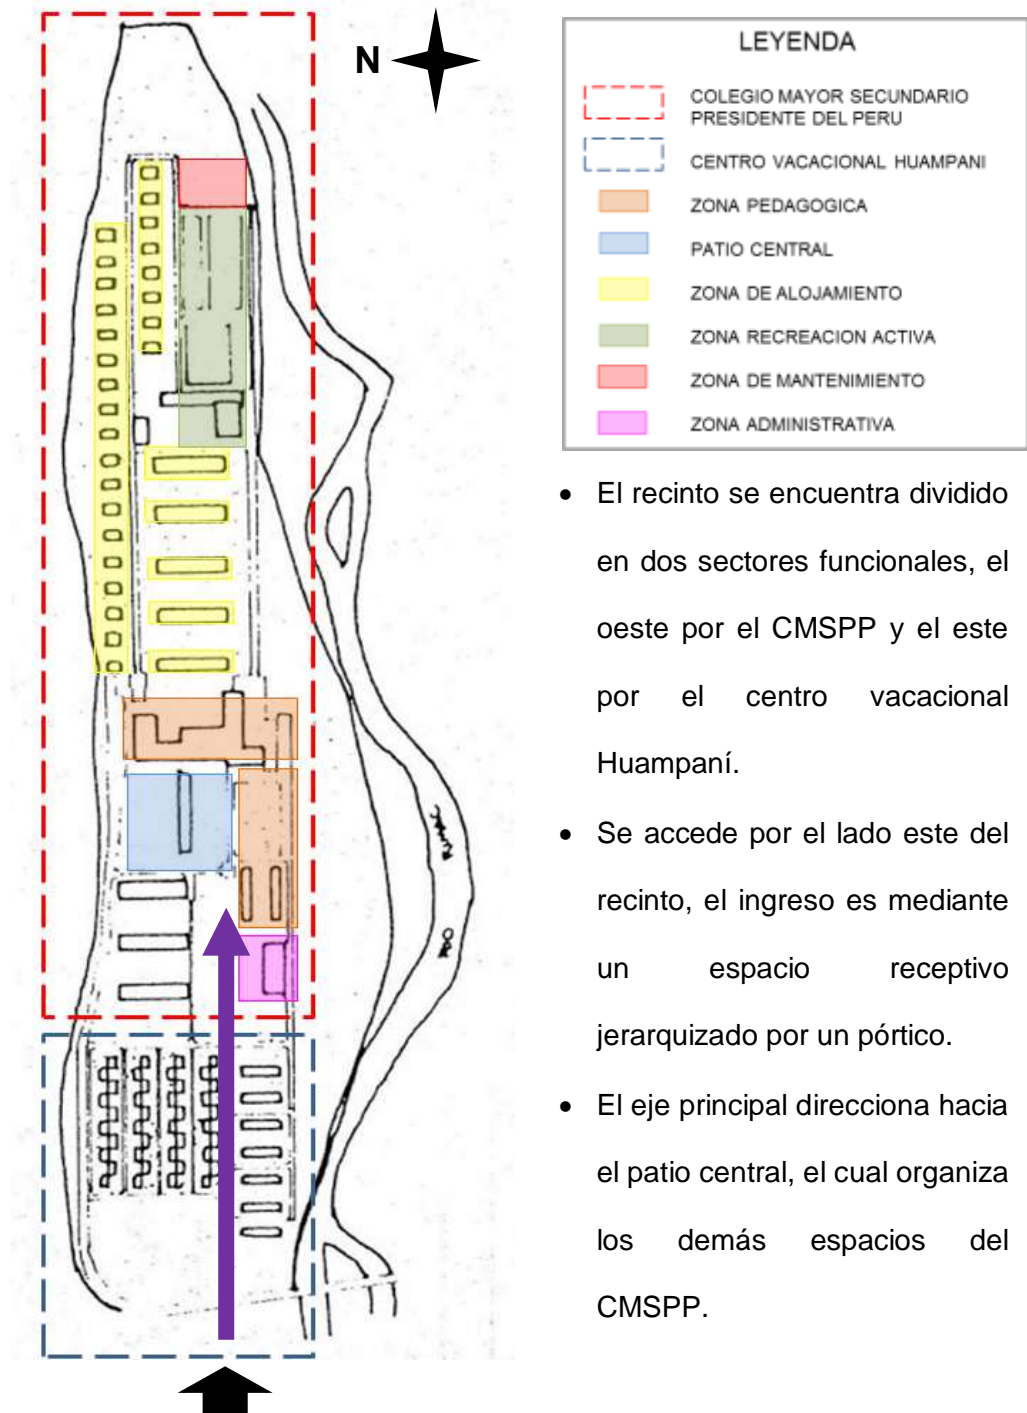 N
LEYENDA
COLEGIO MAYOR SECUNDARIO
PRESIDENTE DEL PERU
CENTRO VACACIONAL HUAMPANI
ZONA PEDAGOGICA
PATIO CENTRAL
ZONA DE ALOJAMIENTO
ZONA RECREACION ACTIVA
ZONA DE MANTENIMIENTO
ZONA ADMINISTRATIVA
• El recinto se encuentra dividido
en dos sectores funcionales, el
oeste por el CMSPP y el este
por el centro vacacional
Huampaní.
• Se accede por el lado este del
recinto, el ingreso es mediante
un espacio receptivo
jerarquizado por un pórtico.
• El eje principal direcciona hacia
el patio central, el cual organiza
los demás espacios del
CMSPP.
RIMAC